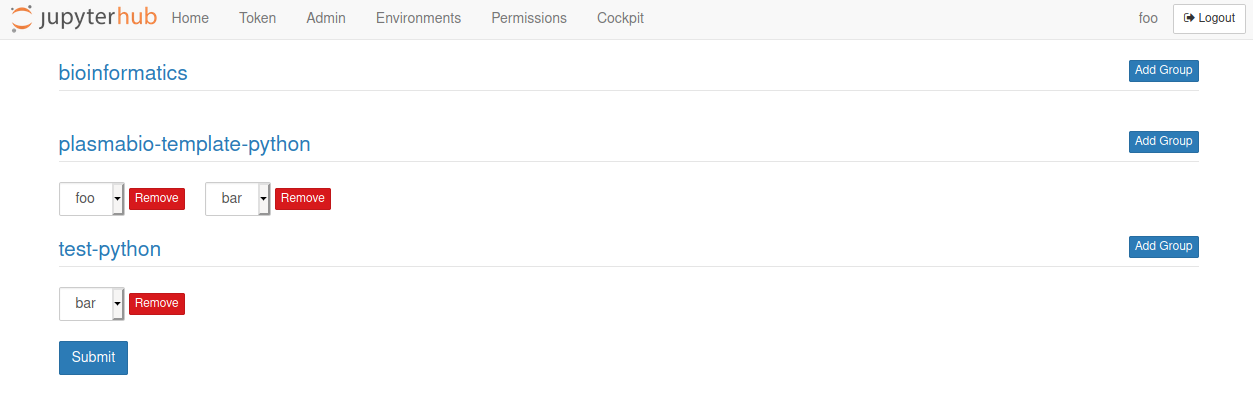 jupyterhub Home Token Admin Environments Permissions Cockpit foo Logout
bioinformatics Add Group
plasmabio-template-python Add Group
foo Remove bar Remove
test-python Add Group
bar Remove
Submit